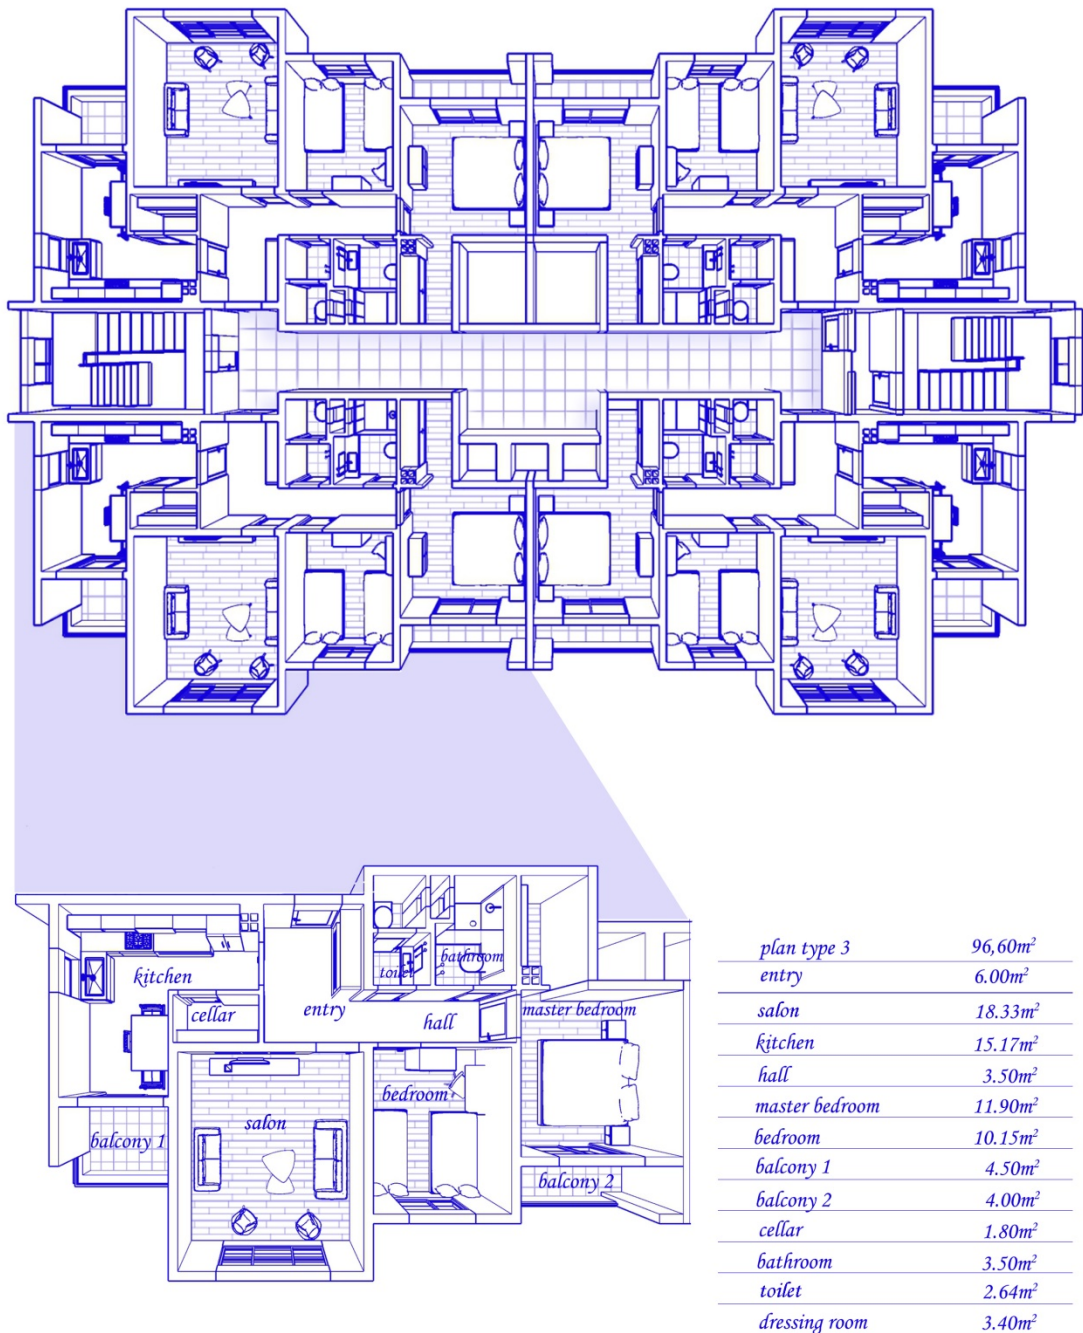 kitchen
cellar
entry
toilet
bathroom
hall
master bedroom
bedroom
salon
balcony 1
balcony 2
plan type 3 96,60m²
entry 6.00m²
salon 18.33m²
kitchen 15.17m²
hall 3.50m²
master bedroom 11.90m²
bedroom 10.15m²
balcony 1 4.50m²
balcony 2 4.00m²
cellar 1.80m²
bathroom 3.50m²
toilet 2.64m²
dressing room 3.40m²